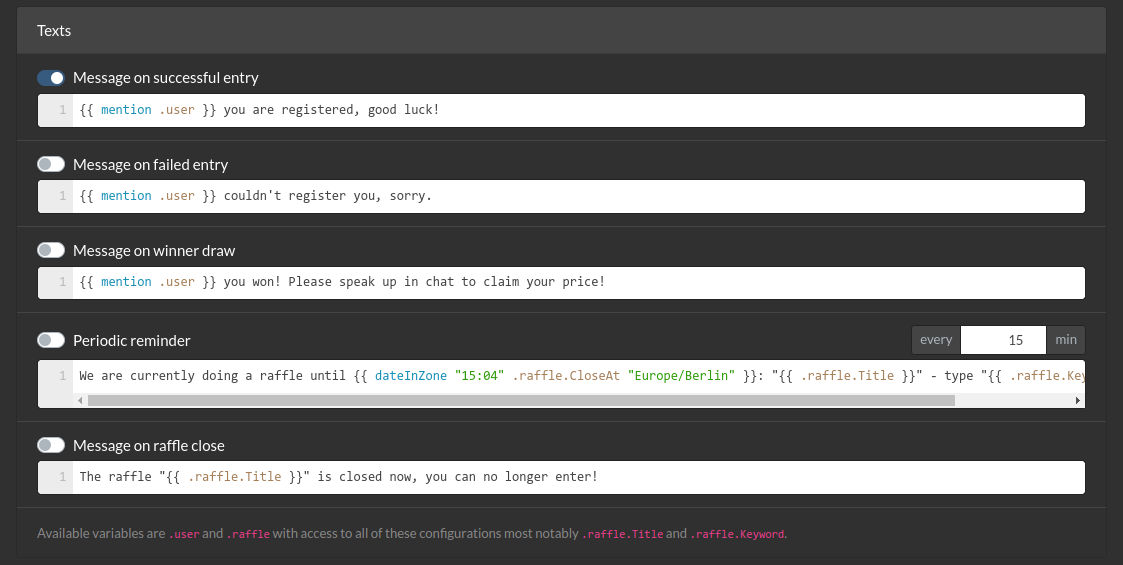 Texts
Message on successful entry
1 {{ mention .user }} you are registered, good luck!
Message on failed entry
1 {{ mention .user }} couldn't register you, sorry.
Message on winner draw
1 {{ mention .user }} you won! Please speak up in chat to claim your price!
Periodic reminder every 15 min
1 We are currently doing a raffle until {{ dateInZone "15:04" .raffle.CloseAt "Europe/Berlin" }}: "{{ .raffle.Title }}" - type "{{ .raffle.Key
Message on raffle close
1 The raffle "{{ .raffle.Title }}" is closed now, you can no longer enter!
Available variables are .user and .raffle with access to all of these configurations most notably .raffle.Title and .raffle.Keyword.